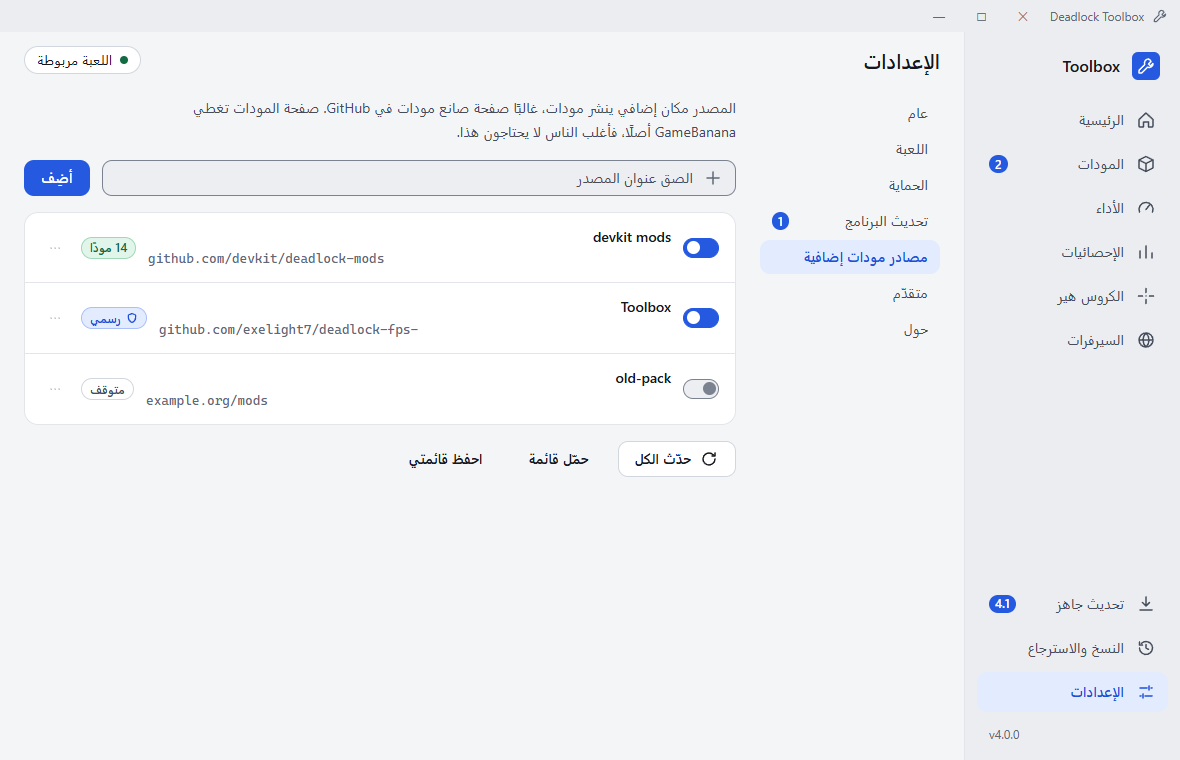 Deadlock Toolbox
Toolbox
الرئيسية
المودات 2
الأداء
الإحصائيات
الكروس هير
السيرفرات
تحديث جاهز 4.1
النسخ والاسترجاع
الإعدادات
v4.0.0
الإعدادات
اللعبة مربوطة
عام
اللعبة
الحماية
تحديث البرنامج 1
مصادر مودات إضافية
متقدّم
حول
المصدر مكان إضافي ينشر مودات، غالبًا صفحة صانع مودات في GitHub. صفحة المودات تغطي
GameBanana أصلًا، فأغلب الناس لا يحتاجون هذا.
الصق عنوان المصدر
أضِف
devkit mods
github.com/devkit/deadlock-mods
14 مودًا
Toolbox
github.com/exelight7/deadlock-fps-
رسمي
old-pack
example.org/mods
متوقف
حدّث الكل
حمّل قائمة
احفظ قائمتي